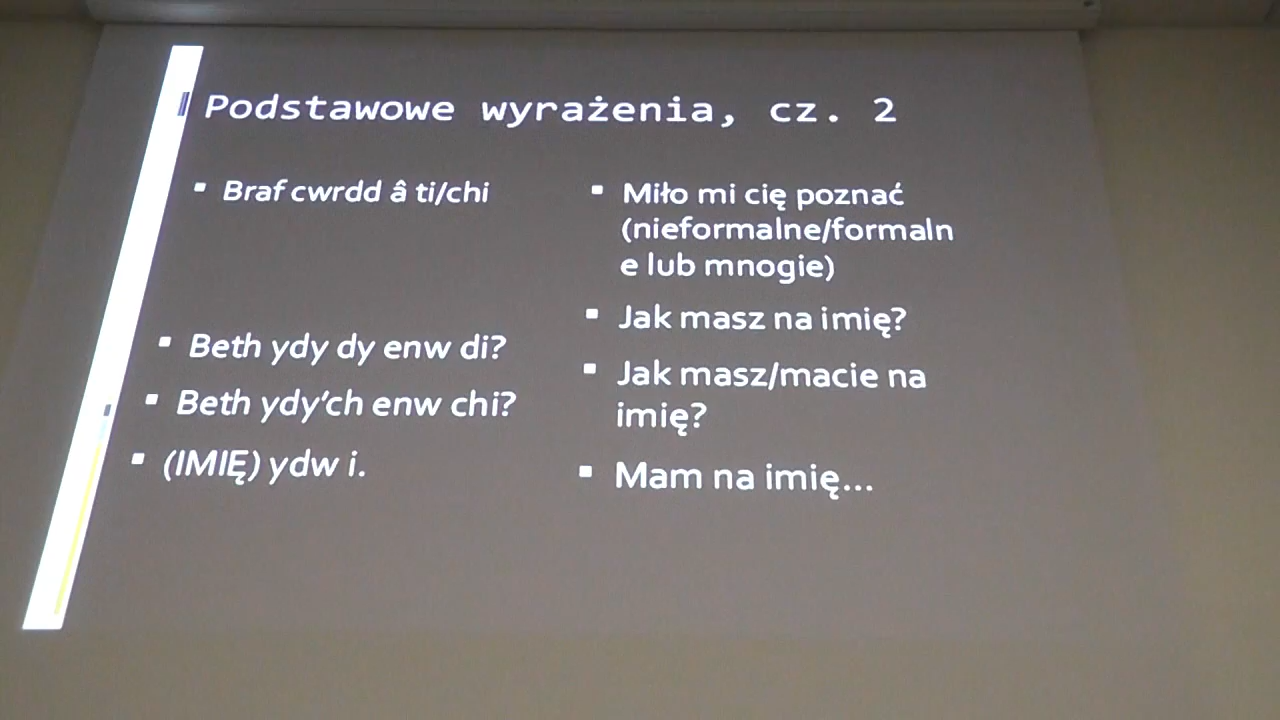 Podstawowe wyrażenia, cz. 2
Braf cwrdd â ti/chi
Beth ydy dy enw di?
Beth ydy’ch enw chi?
(IMIĘ) ydw i.
Miło mi cię poznać
(nieformalne/formaln
e lub mnogie)
Jak masz na imię?
Jak masz/macie na
imię?
Mam na imię...